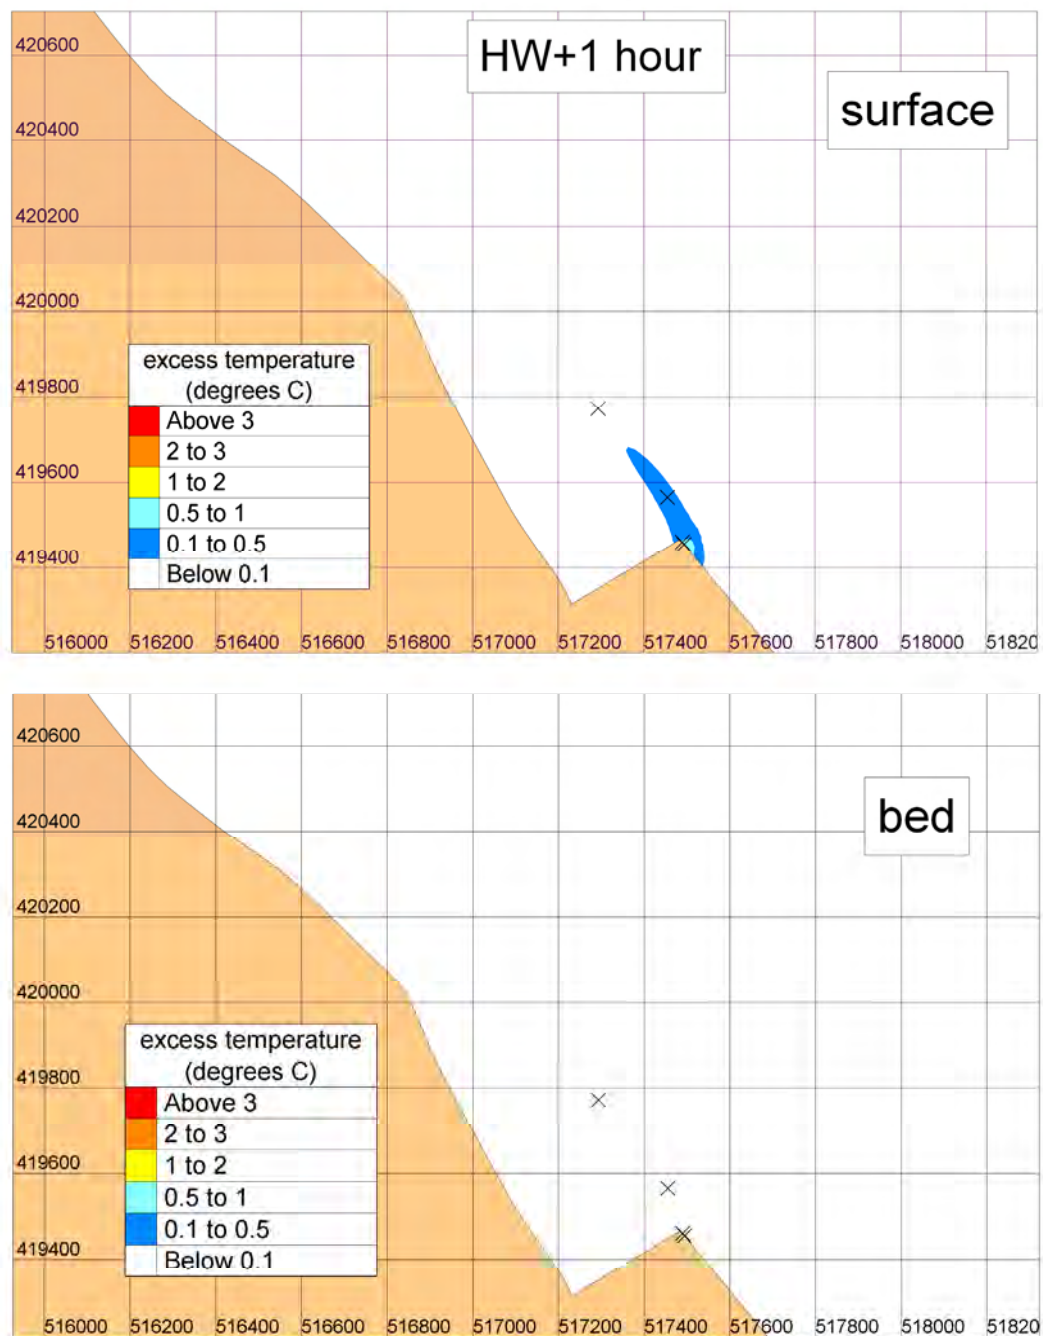 HW+1 hour
surface
420600
420400
420200
420000
419800
419600
419400
excess temperature
(degrees C)
Above 3
2 to 3
1 to 2
0.5 to 1
0.1 to 0.5
Below 0.1
516000 516200 516400 516600 516800 517000 517200 517400 517600 517800 518000 51820
bed
420600
420400
420200
420000
419800
419600
419400
excess temperature
(degrees C)
Above 3
2 to 3
1 to 2
0.5 to 1
0.1 to 0.5
Below 0.1
516000 516200 516400 516600 516800 517000 517200 517400 517600 517800 518000 51820